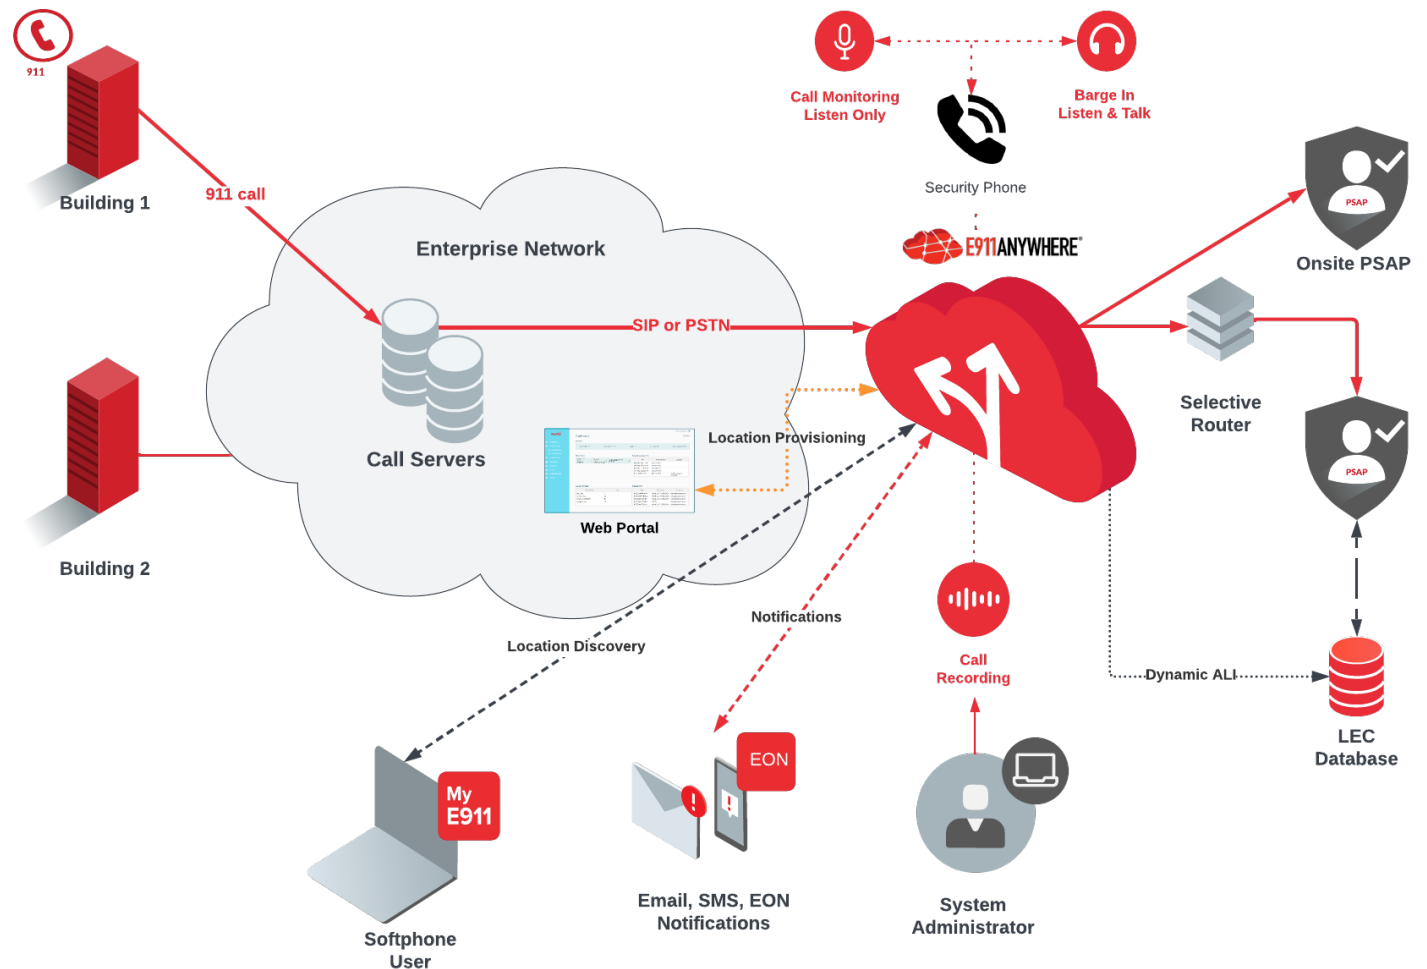 911
Building 1
911 call
Call Monitoring
Listen Only
Barge In
Listen & Talk
Security Phone
E911ANYWHERE®
PSAP
Onsite PSAP
Enterprise Network
SIP or PSTN
Call Servers
Location Provisioning
Web Portal
Selective
Router
PSAP
Building 2
Location Discovery
Notifications
Call
Recording
Dynamic ALI
LEC
Database
My
E911
EON
Softphone
User
Email, SMS, EON
Notifications
System
Administrator